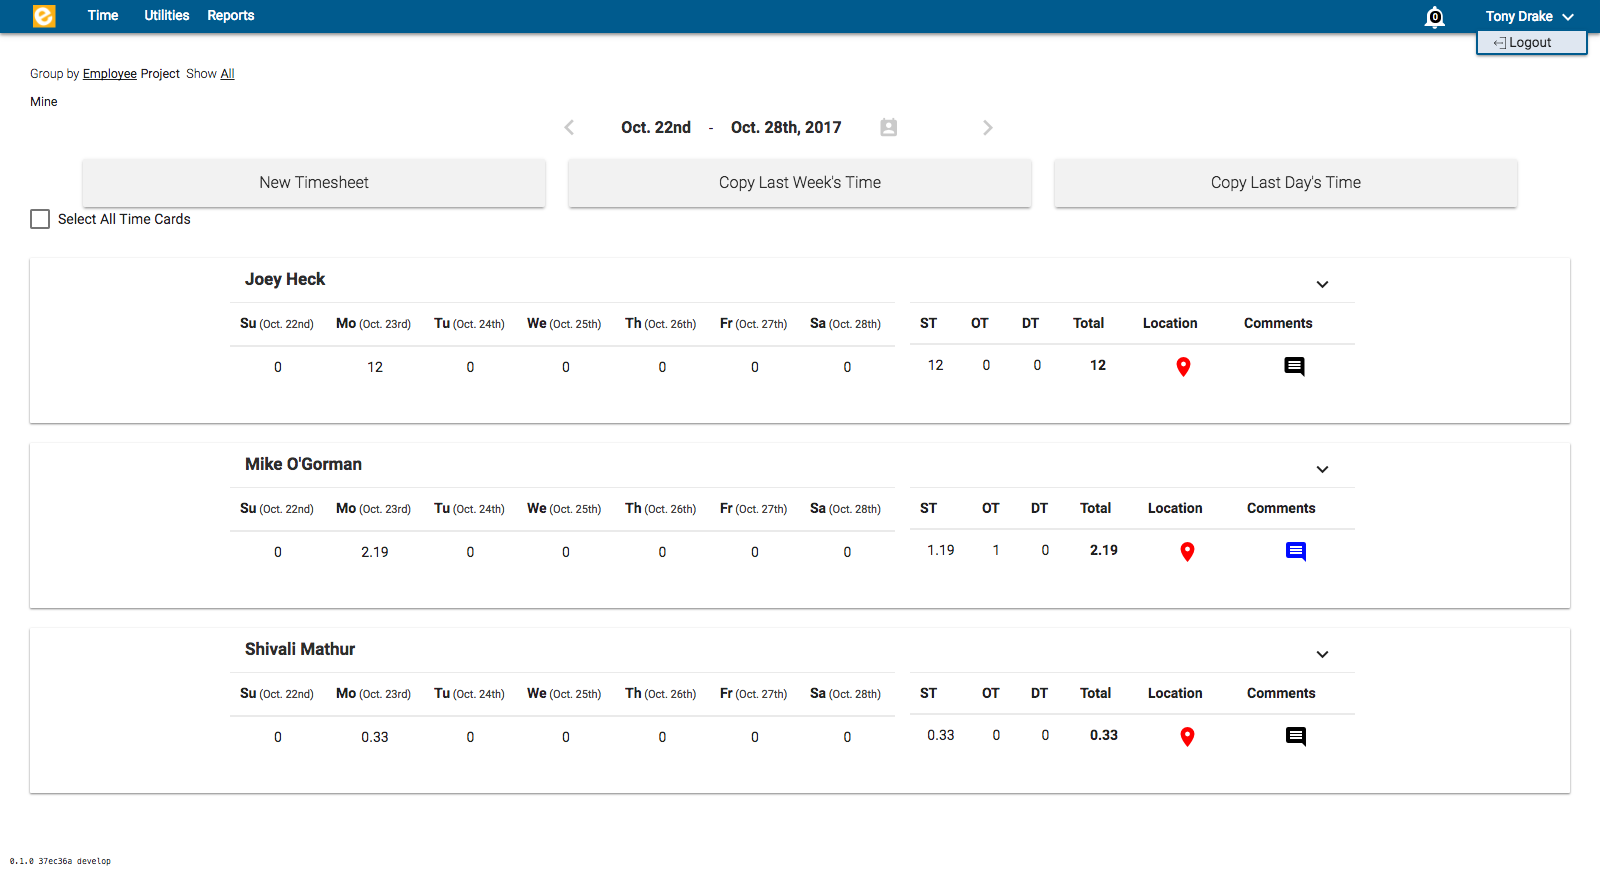 e Time Utilities Reports 0 Tony Drake
Logout
Group by Employee Project Show All
Mine
Oct. 22nd - Oct. 28th, 2017
New Timesheet Copy Last Week's Time Copy Last Day's Time
Select All Time Cards
Joey Heck
Su (Oct. 22nd) Mo (Oct. 23rd) Tu (Oct. 24th) We (Oct. 25th) Th (Oct. 26th) Fr (Oct. 27th) Sa (Oct. 28th) ST OT DT Total Location Comments
0 12 0 0 0 0 0 12 0 0 12
Mike O'Gorman
Su (Oct. 22nd) Mo (Oct. 23rd) Tu (Oct. 24th) We (Oct. 25th) Th (Oct. 26th) Fr (Oct. 27th) Sa (Oct. 28th) ST OT DT Total Location Comments
0 2.19 0 0 0 0 0 1.19 1 0 2.19
Shivali Mathur
Su (Oct. 22nd) Mo (Oct. 23rd) Tu (Oct. 24th) We (Oct. 25th) Th (Oct. 26th) Fr (Oct. 27th) Sa (Oct. 28th) ST OT DT Total Location Comments
0 0.33 0 0 0 0 0 0.33 0 0 0.33
0.1.0 37ec36a develop